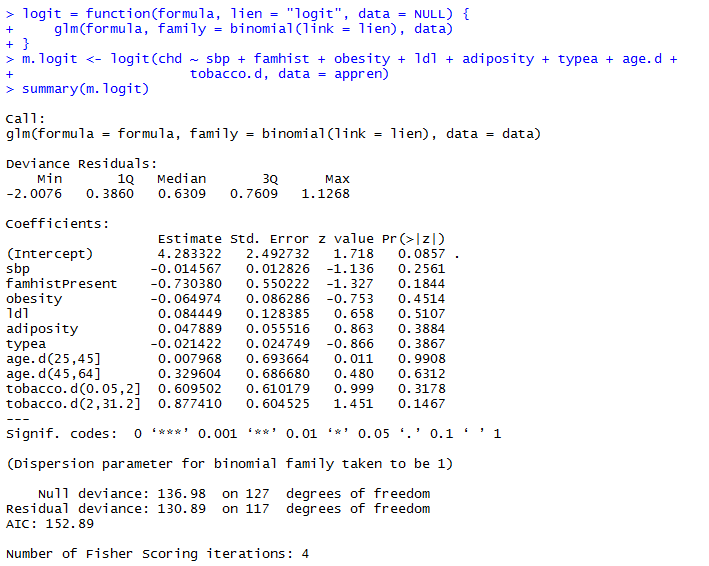 > logit = function(formula, lien = "logit", data = NULL) {
+     glm(formula, family = binomial(link = lien), data)
+ }
> m.logit <- logit(chd ~ sbp + famhist + obesity + ldl + adiposity + typea + age.d +
+                      tobacco.d, data = appren)
> summary(m.logit)

Call:
glm(formula = formula, family = binomial(link = lien), data = data)

Deviance Residuals:
    Min      1Q  Median      3Q     Max
-2.0076  0.3860  0.6309  0.7609  1.1268

Coefficients:
                    Estimate Std. Error z value Pr(>|z|)
(Intercept)         4.283322   2.492732   1.718   0.0857 .
sbp                -0.014567   0.012826  -1.136   0.2561
famhistPresent     -0.730380   0.550222  -1.327   0.1844
obesity            -0.064974   0.086286  -0.753   0.4514
ldl                 0.084449   0.128385   0.658   0.5107
adiposity           0.047889   0.055516   0.863   0.3884
typea              -0.021422   0.024749  -0.866   0.3867
age.d(25,45]        0.007968   0.693664   0.011   0.9908
age.d(45,64]        0.329604   0.686680   0.480   0.6312
tobacco.d(0.05,2]   0.609502   0.610179   0.999   0.3178
tobacco.d(2,31.2]   0.877410   0.604525   1.451   0.1467
---
Signif. codes:  0 ‘***’ 0.001 ‘**’ 0.01 ‘*’ 0.05 ‘.’ 0.1 ‘ ’ 1

(Dispersion parameter for binomial family taken to be 1)

    Null deviance: 136.98  on 127  degrees of freedom
Residual deviance: 130.89  on 117  degrees of freedom
AIC: 152.89

Number of Fisher Scoring iterations: 4